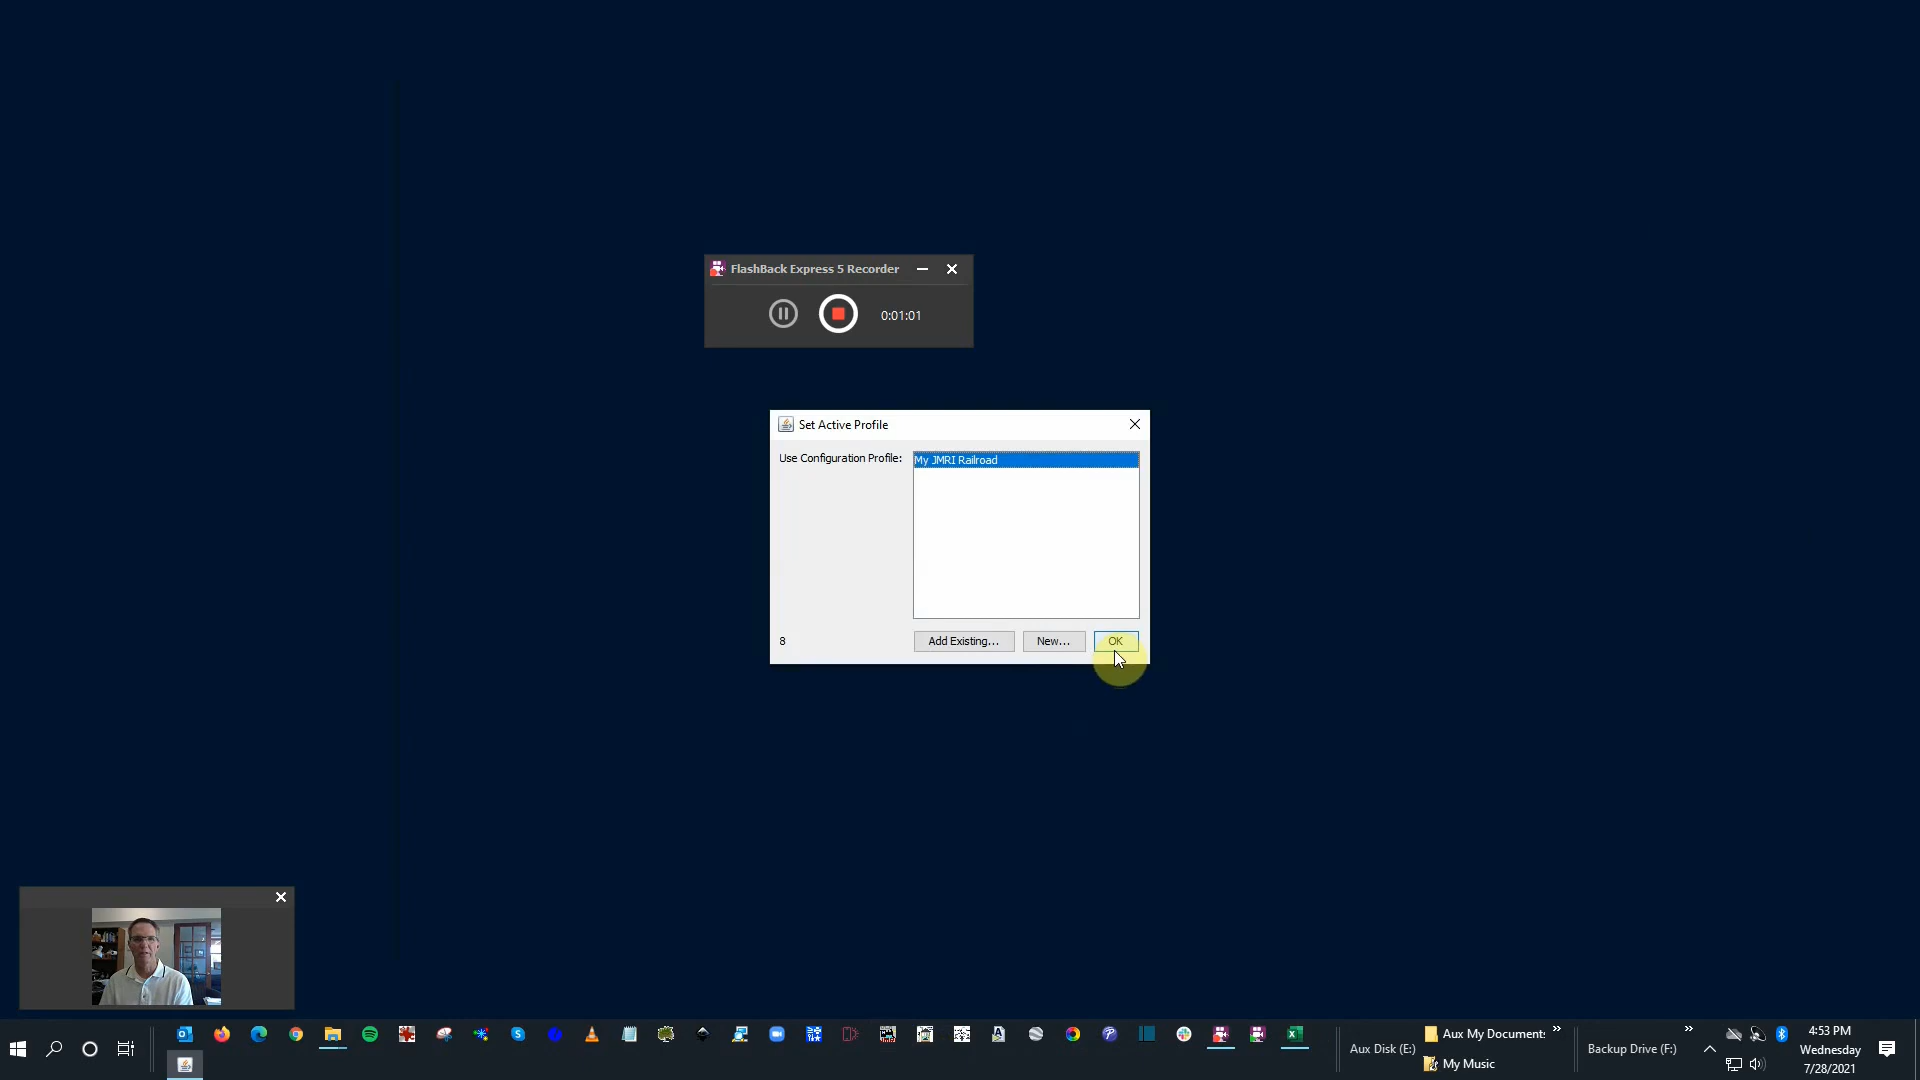 FlashBack Express 5 Recorder
0:01:01
Set Active Profile
Use Configuration Profile:
My JMRI Railroad
8
Add Existing...
New...
OK
Aux Disk (E:)
Aux My Document:
My Music
Backup Drive (F:)
4:53 PM
Wednesday
7/28/2021